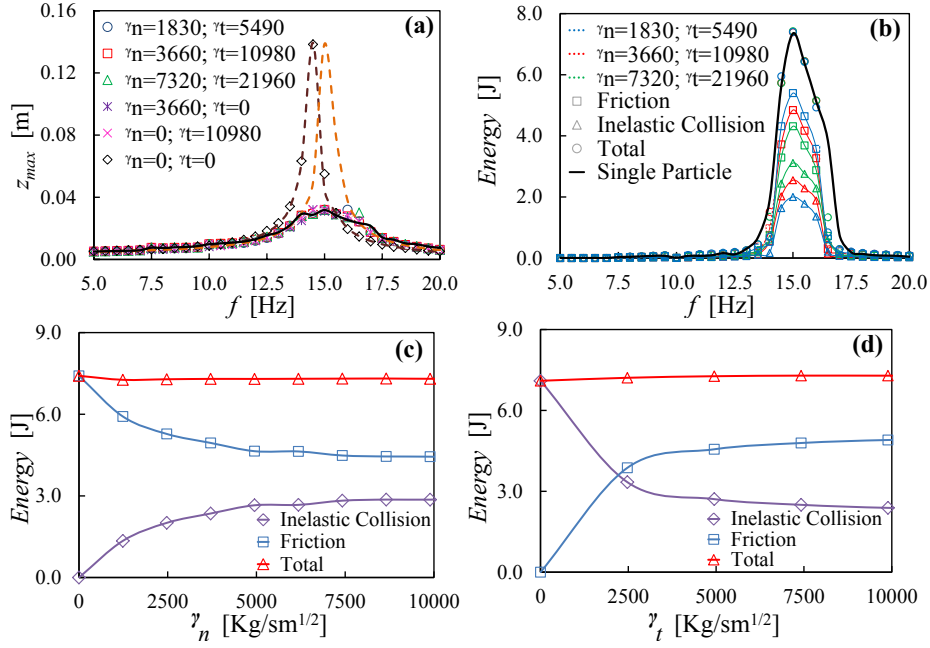 (a)
γn=1830; γt=5490
γn=3660; γt=10980
γn=7320; γt=21960
γn=3660; γt=0
γn=0; γt=10980
γn=0; γt=0
0.16
0.12
0.08
0.04
0.00
z_max [m]
5.0 7.5 10.0 12.5 15.0 17.5 20.0
f [Hz]
(b)
γn=1830; γt=5490
γn=3660; γt=10980
γn=7320; γt=21960
Friction
Inelastic Collision
Total
Single Particle
8.0
6.0
4.0
2.0
0.0
Energy [J]
5.0 7.5 10.0 12.5 15.0 17.5 20.0
f [Hz]
(c)
9.0
6.0
3.0
0.0
Energy [J]
Inelastic Collision
Friction
Total
0 2500 5000 7500 10000
γn [Kg/sm^1/2]
(d)
9.0
6.0
3.0
0.0
Energy [J]
Inelastic Collision
Friction
Total
0 2500 5000 7500 10000
γt [Kg/sm^1/2]